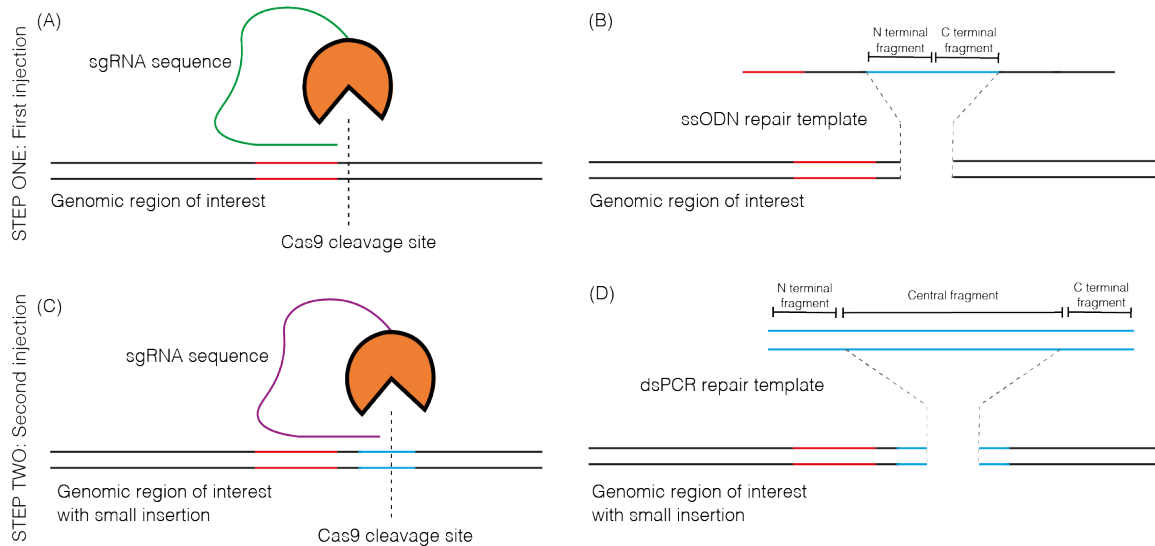 STEP ONE: First injection
(A)
sgRNA sequence
Genomic region of interest
Cas9 cleavage site
(B)
N terminal
fragment
C terminal
fragment
ssODN repair template
Genomic region of interest
STEP TWO: Second injection
(C)
sgRNA sequence
Genomic region of interest
with small insertion
Cas9 cleavage site
(D)
N terminal
fragment
Central fragment
C terminal
fragment
dsPCR repair template
Genomic region of interest
with small insertion